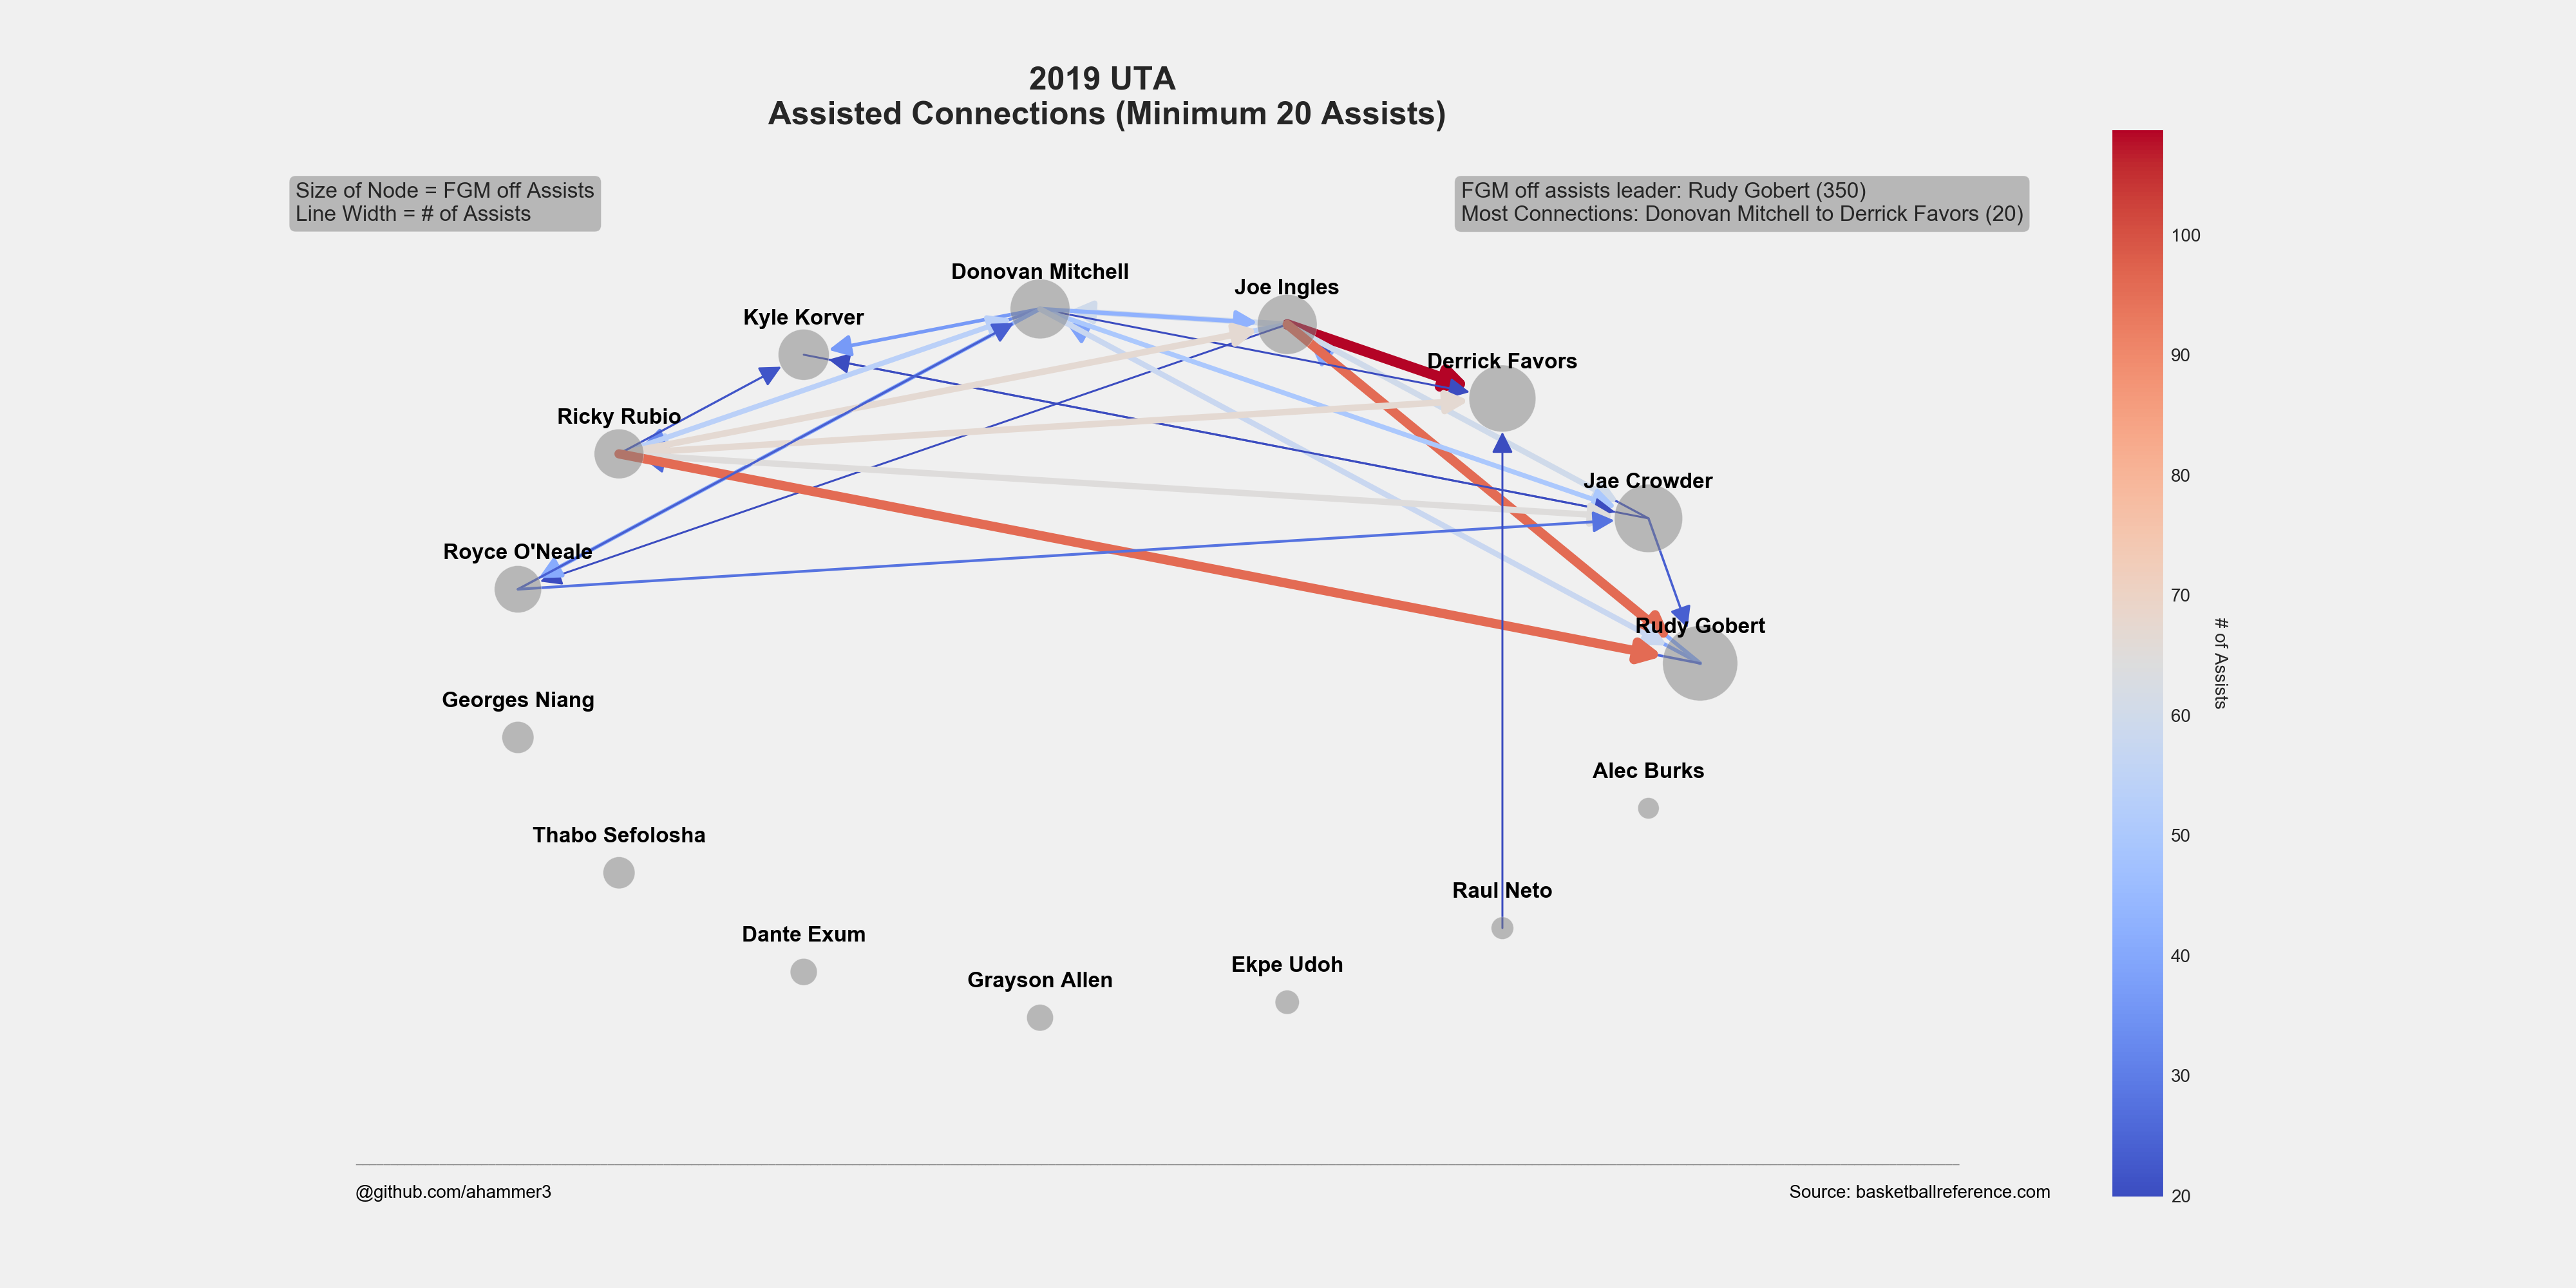 2019 UTA
Assisted Connections (Minimum 20 Assists)
Size of Node = FGM off Assists
Line Width = # of Assists
FGM off assists leader: Rudy Gobert (350)
Most Connections: Donovan Mitchell to Derrick Favors (20)
Donovan Mitchell
Joe Ingles
Kyle Korver
Derrick Favors
Ricky Rubio
Jae Crowder
Royce O'Neale
Rudy Gobert
Georges Niang
Alec Burks
Thabo Sefolosha
Raul Neto
Dante Exum
Ekpe Udoh
Grayson Allen
100
90
80
70
60
50
40
30
20
# of Assists
@github.com/ahammer3
Source: basketballreference.com